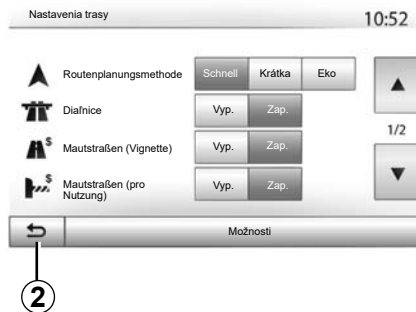 Nastavenia trasy 10:52
Routenplanungsmethode Schnell Krátka Eko
Diaľnice Vyp. Zap.
$ Mautstraßen (Vignette) Vyp. Zap.
1/2
$ Mautstraßen (pro Nutzung) Vyp. Zap.
Možnosti
2